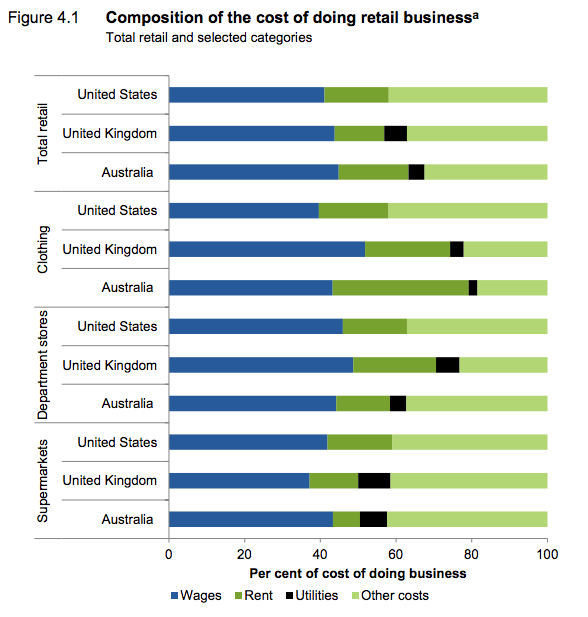 Figure 4.1 Composition of the cost of doing retail businessᵃ
Total retail and selected categories
Total retail
United States
United Kingdom
Australia
Clothing
United States
United Kingdom
Australia
Department stores
United States
United Kingdom
Australia
Supermarkets
United States
United Kingdom
Australia
0 20 40 60 80 100
Per cent of cost of doing business
Wages Rent Utilities Other costs